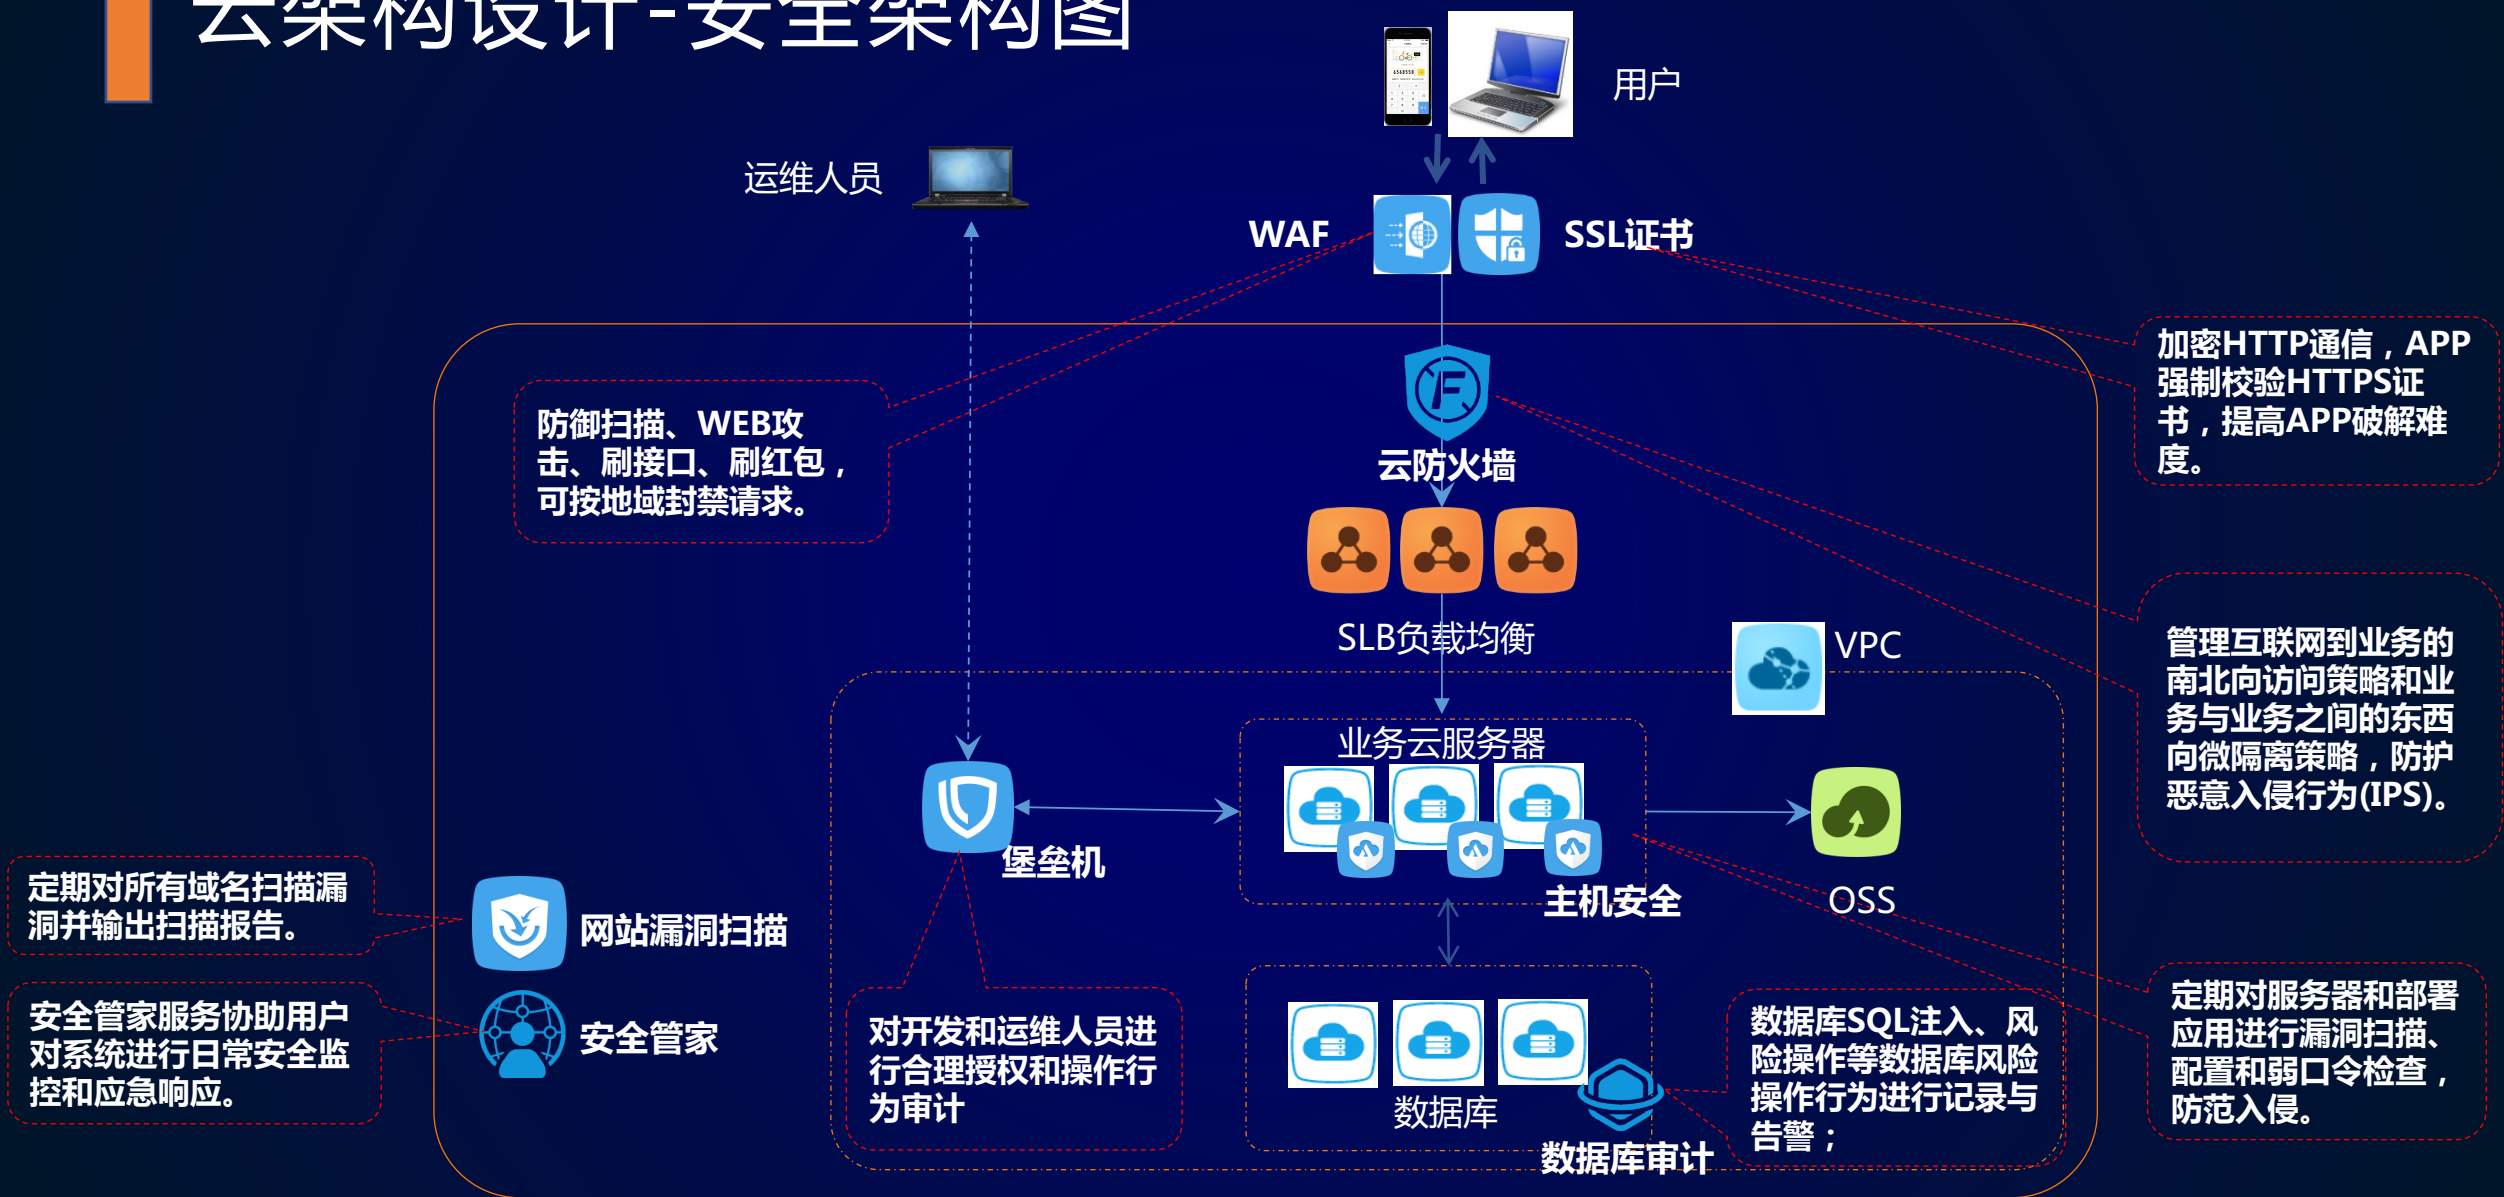 云架构设计-安全架构图
用户
运维人员
WAF
SSL证书
加密HTTP通信，APP
强制校验HTTPS证
书，提高APP破解难
度。
防御扫描、WEB攻
击、刷接口、刷红包，
可按地域封禁请求。
云防火墙
SLB负载均衡
VPC
管理互联网到业务的
南北向访问策略和业
务与业务之间的东西
向微隔离策略，防护
恶意入侵行为(IPS)。
业务云服务器
堡垒机
主机安全
OSS
定期对所有域名扫描漏
洞并输出扫描报告。
网站漏洞扫描
安全管家服务协助用户
对系统进行日常安全监
控和应急响应。
安全管家
对开发和运维人员进
行合理授权和操作行
为审计
数据库
数据库审计
数据库SQL注入、风
险操作等数据库风险
操作行为进行记录与
告警；
定期对服务器和部署
应用进行漏洞扫描、
配置和弱口令检查，
防范入侵。